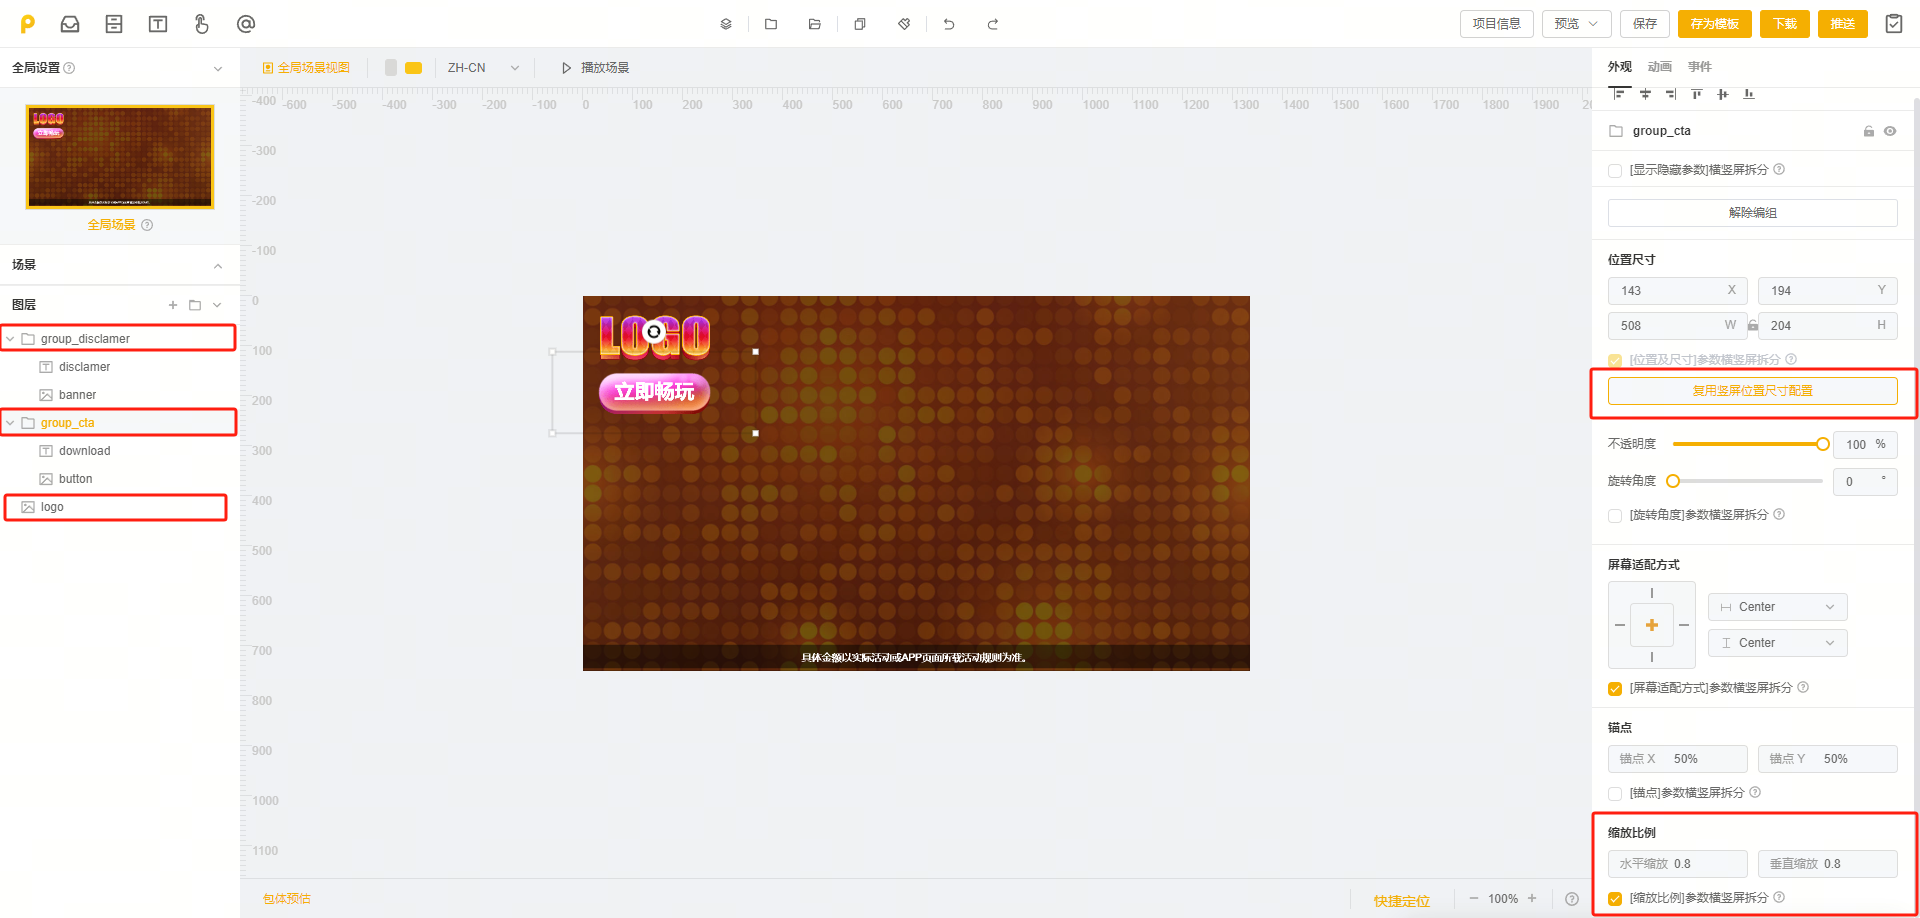 项目信息
预览
保存
存为模板
下载
推送
全局设置
全局场景视图
ZH-CN
播放场景
外观 动画 事件
-600 -500 -400 -300 -200 -100 0 100 200 300 400 500 600 700 800 900 1000 1100 1200 1300 1400 1500 1600 1700 1800 1900
-400
-300
-200
-100
0
100
200
300
400
500
600
700
800
900
1000
1100
LOGO
立即畅玩
全局场景
场景
图层
group_disclamer
disclamer
banner
group_cta
download
button
logo
LOGO
立即畅玩
具体金额以实际活动或APP页面所载活动规则为准。
包体预估
快捷定位
100%
group_cta
[显示隐藏参数]横竖屏拆分
解除编组
位置尺寸
143 X
194 Y
508 W
204 H
[位置及尺寸]参数横竖屏拆分
复用竖屏位置尺寸配置
不透明度
100 %
旋转角度
0 °
[旋转角度]参数横竖屏拆分
屏幕适配方式
Center
Center
[屏幕适配方式]参数横竖屏拆分
锚点
锚点 X 50%
锚点 Y 50%
[锚点]参数横竖屏拆分
缩放比例
水平缩放 0.8
垂直缩放 0.8
[缩放比例]参数横竖屏拆分